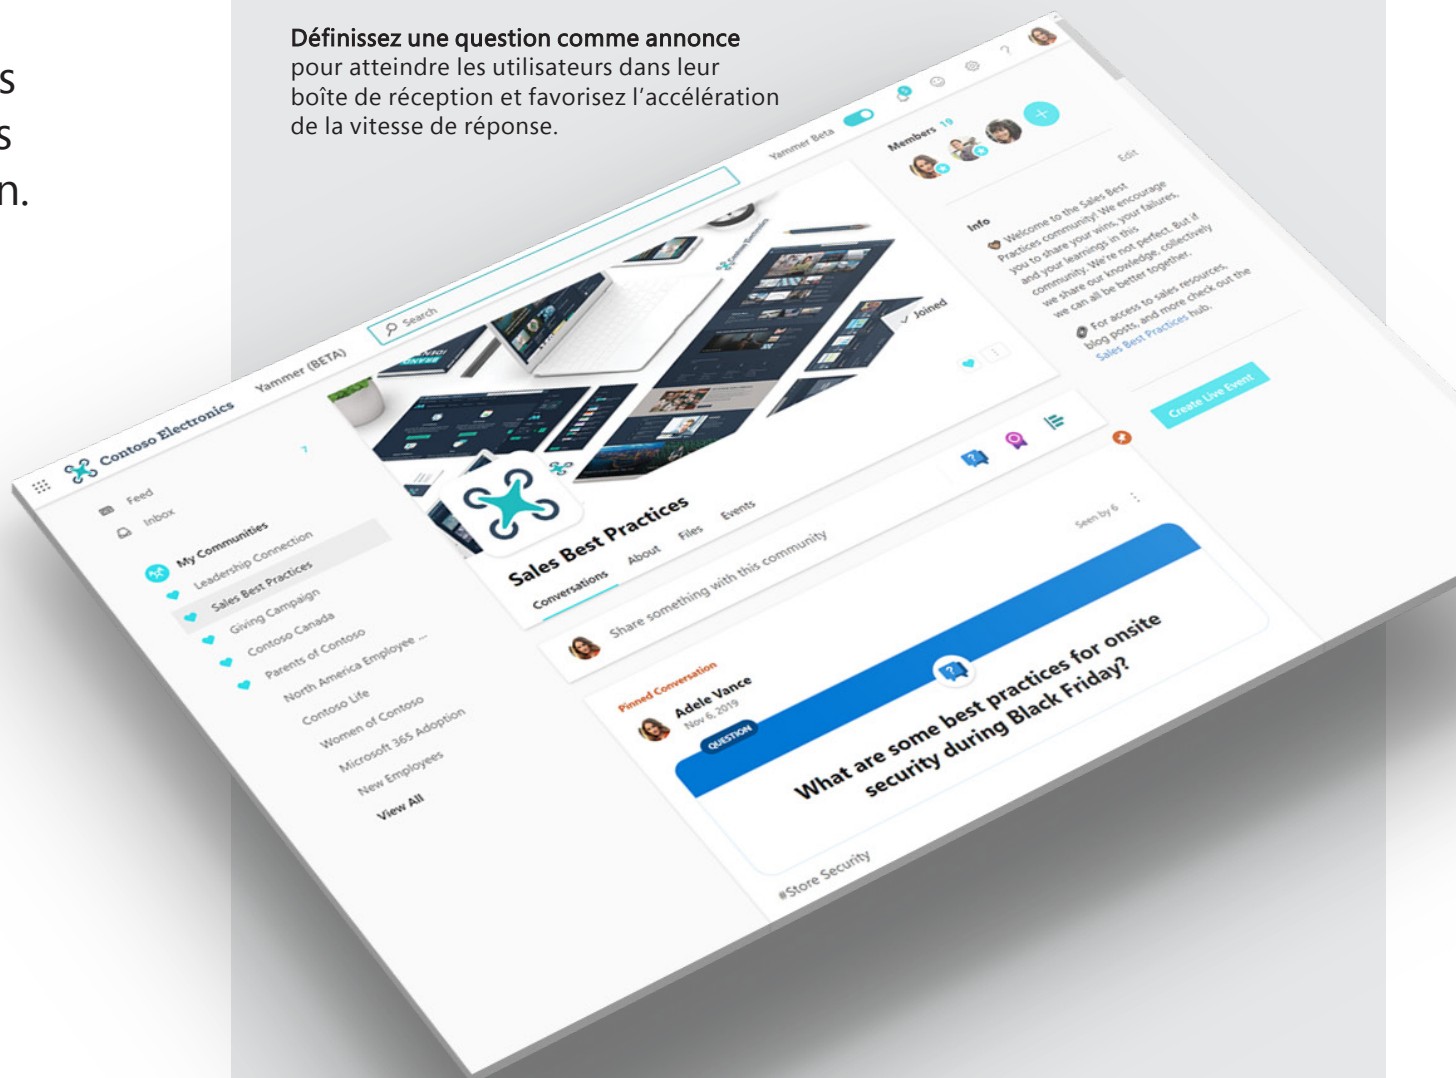 s
s
n.
Définissez une question comme annonce
pour atteindre les utilisateurs dans leur
boîte de réception et favorisez l'accélération
de la vitesse de réponse.
Contoso Electronics
Yammer (BETA)
Search
Yammer Beta
?
7
Feed
Inbox
My Communities
Leadership Connection
Sales Best Practices
Giving Campaign
Contoso Canada
Parents of Contoso
North America Employee ...
Contoso Life
Women of Contoso
Microsoft 365 Adoption
New Employees
View All
Contoso Electronics
Joined
Sales Best Practices
Conversations
About
Files
Events
Share something with this community
Pinned Conversation
Adele Vance
Nov 6, 2019
Seen by 6
QUESTION
What are some best practices for onsite
security during Black Friday?
#Store Security
Members 19
Edit
Info
Welcome to the Sales Best
Practices community! We encourage
you to share your wins, your failures,
and your learnings in this
community. We're not perfect. But if
we share our knowledge, collectively
we can all be better together.
For access to sales resources,
blog posts, and more check out the
Sales Best Practices hub.
Create Live Event